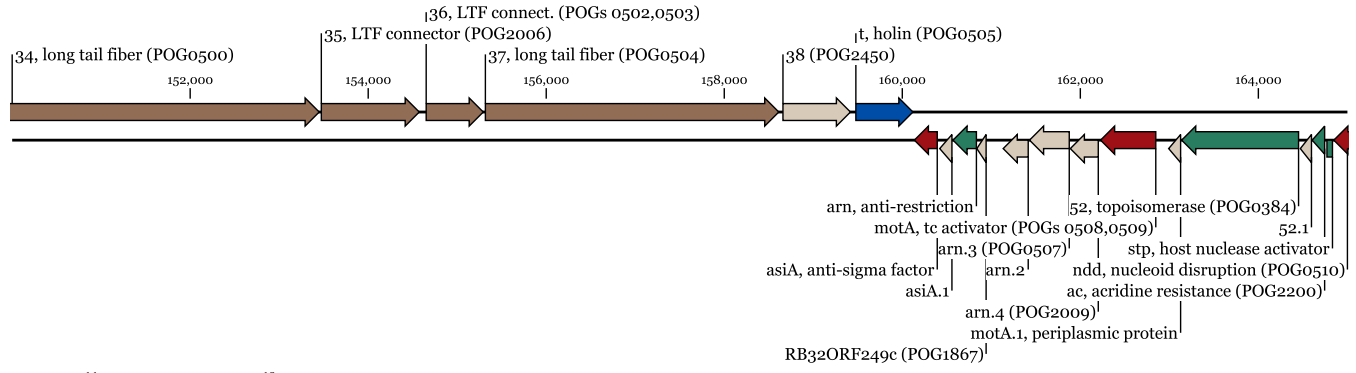 36, LTF connect. (POGs 0502,0503)
35, LTF connector (POG2006)
t, holin (POG0505)
34, long tail fiber (POG0500)
37, long tail fiber (POG0504)
38 (POG2450)
152,000
154,000
156,000
158,000
160,000
162,000
164,000
arn, anti-restriction
52, topoisomerase (POG0384)
motA, tc activator (POGs 0508,0509)
52.1
arn.3 (POG0507)
stp, host nuclease activator
asiA, anti-sigma factor
arn.2
ndd, nucleoid disruption (POG0510)
asiA.1
ac, acridine resistance (POG2200)
arn.4 (POG2009)
motA.1, periplasmic protein
RB32ORF249c (POG1867)